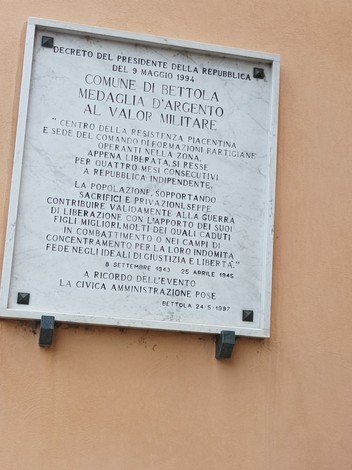 DECRETO DEL PRESIDENTE DELLA REPUBBLICA
DEL 9 MAGGIO 1994
COMUNE DI BETTOLA
MEDAGLIA D'ARGENTO
AL VALOR MILITARE
"CENTRO DELLA RESISTENZA PIACENTINA
E SEDE DEL COMANDO DI FORMAZIONI PARTIGIANE
OPERANTI NELLA ZONA,
APPENA LIBERATA, SI RESSE
PER QUATTRO MESI CONSECUTIVI
A REPUBBLICA INDIPENDENTE.
LA POPOLAZIONE, SOPPORTANDO
SACRIFICI E PRIVAZIONI, SEPPE
CONTRIBUIRE VALIDAMENTE ALLA GUERRA
DI LIBERAZIONE CON L'APPORTO DEI SUOI
FIGLI MIGLIORI, MOLTI DEI QUALI CADUTI
IN COMBATTIMENTO O NEI CAMPI DI
CONCENTRAMENTO PER LA LORO INDOMITA
FEDE NEGLI IDEALI DI GIUSTIZIA E LIBERTÀ."
8 SETTEMBRE 1943 25 APRILE 1945
A RICORDO DELL'EVENTO
LA CIVICA AMMINISTRAZIONE POSE
BETTOLA 24-5-1997